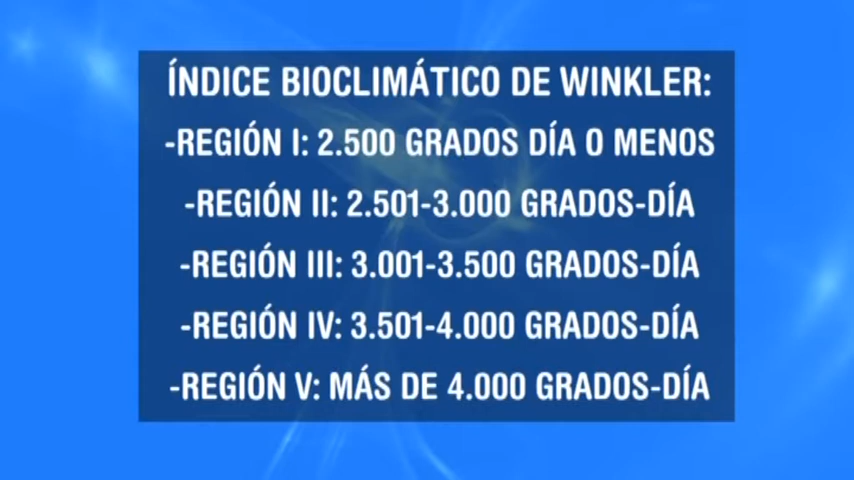 ÍNDICE BIOCLIMÁTICO DE WINKLER:
-REGIÓN I: 2.500 GRADOS DÍA O MENOS
-REGIÓN II: 2.501-3.000 GRADOS-DÍA
-REGIÓN III: 3.001-3.500 GRADOS-DÍA
-REGIÓN IV: 3.501-4.000 GRADOS-DÍA
-REGIÓN V: MÁS DE 4.000 GRADOS-DÍA